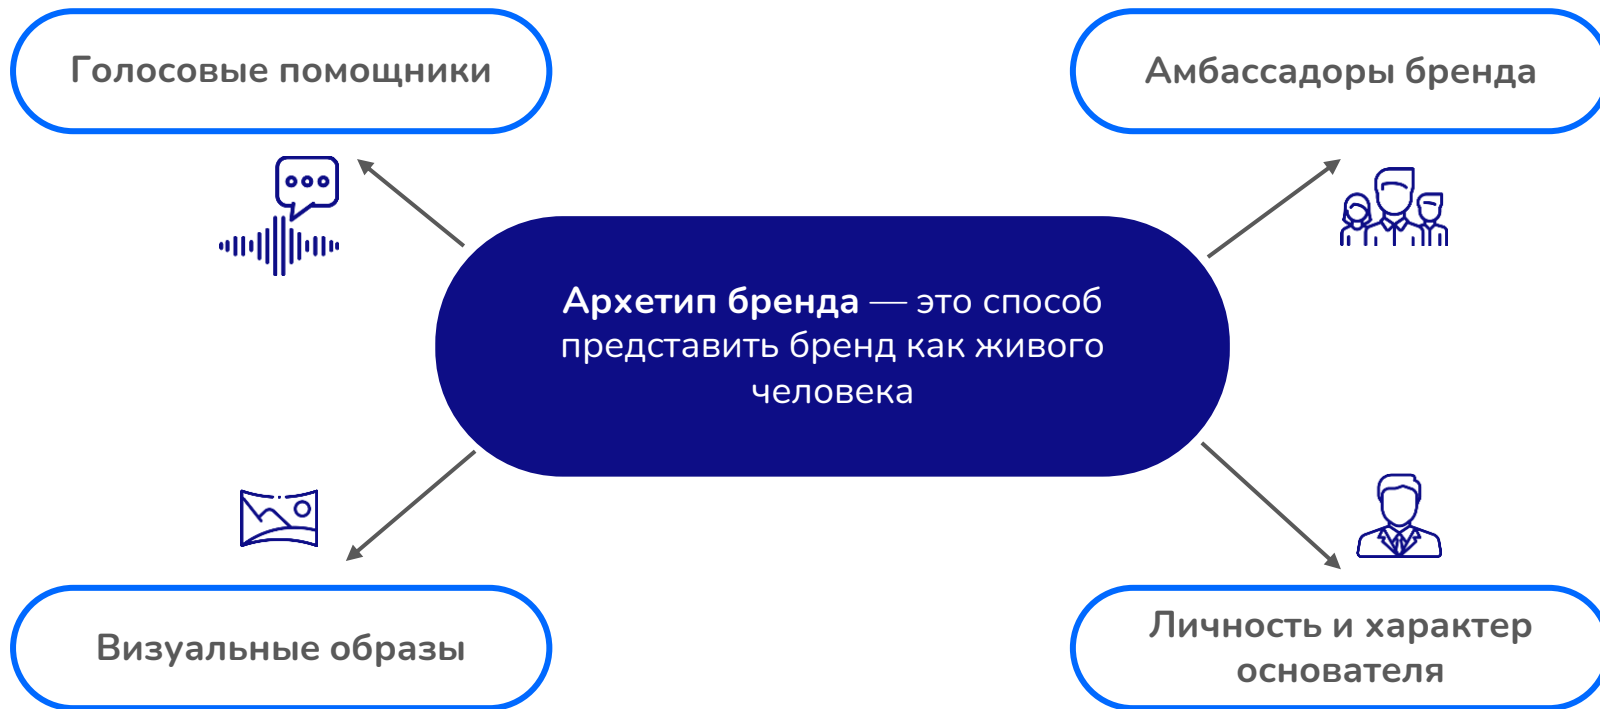 Голосовые помощники
Амбассадоры бренда
Архетип бренда — это способ
представить бренд как живого
человека
Визуальные образы
Личность и характер
основателя